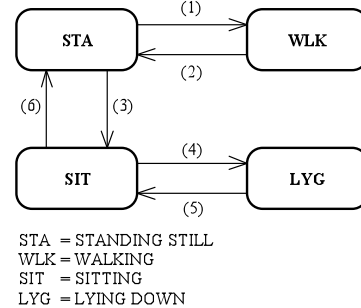 (1)
STA WLK
(2)
(6) (3)
(4)
SIT LYG
(5)
STA = STANDING STILL
WLK = WALKING
SIT = SITTING
LYG = LYING DOWN